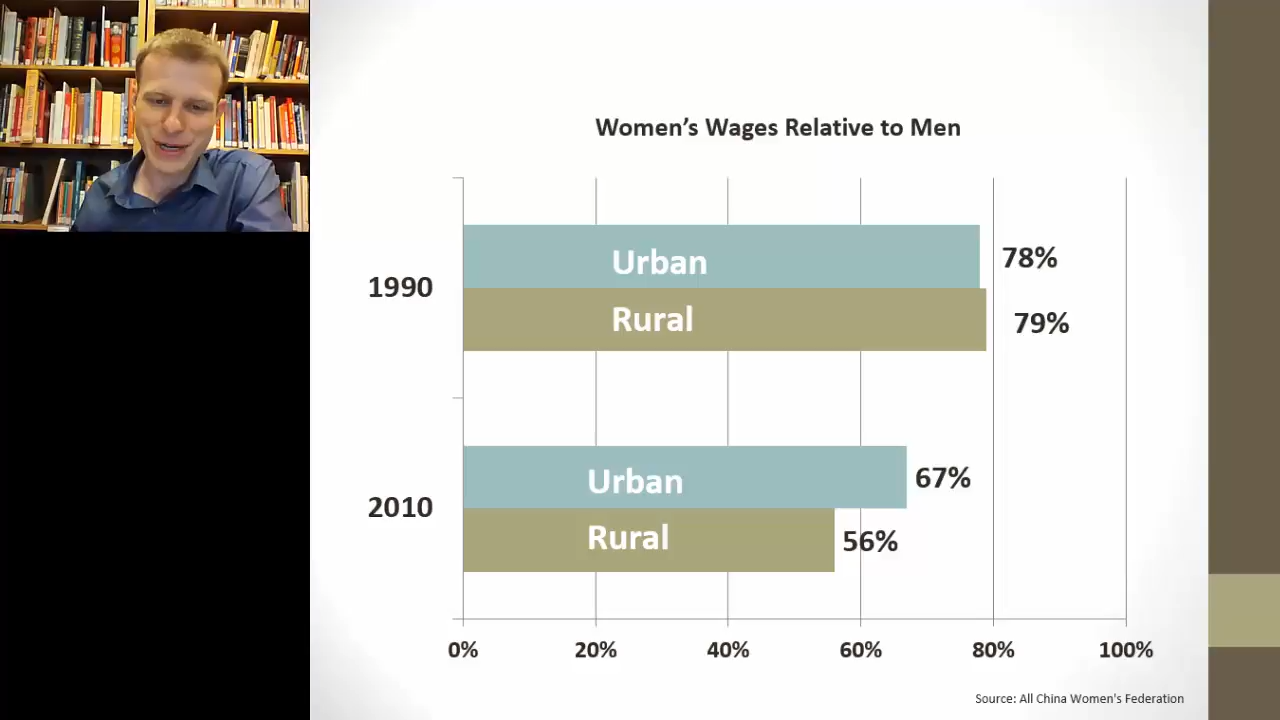 Women’s Wages Relative to Men
1990
Urban
78%
Rural
79%
2010
Urban
67%
Rural
56%
0% 20% 40% 60% 80% 100%
Source: All China Women's Federation